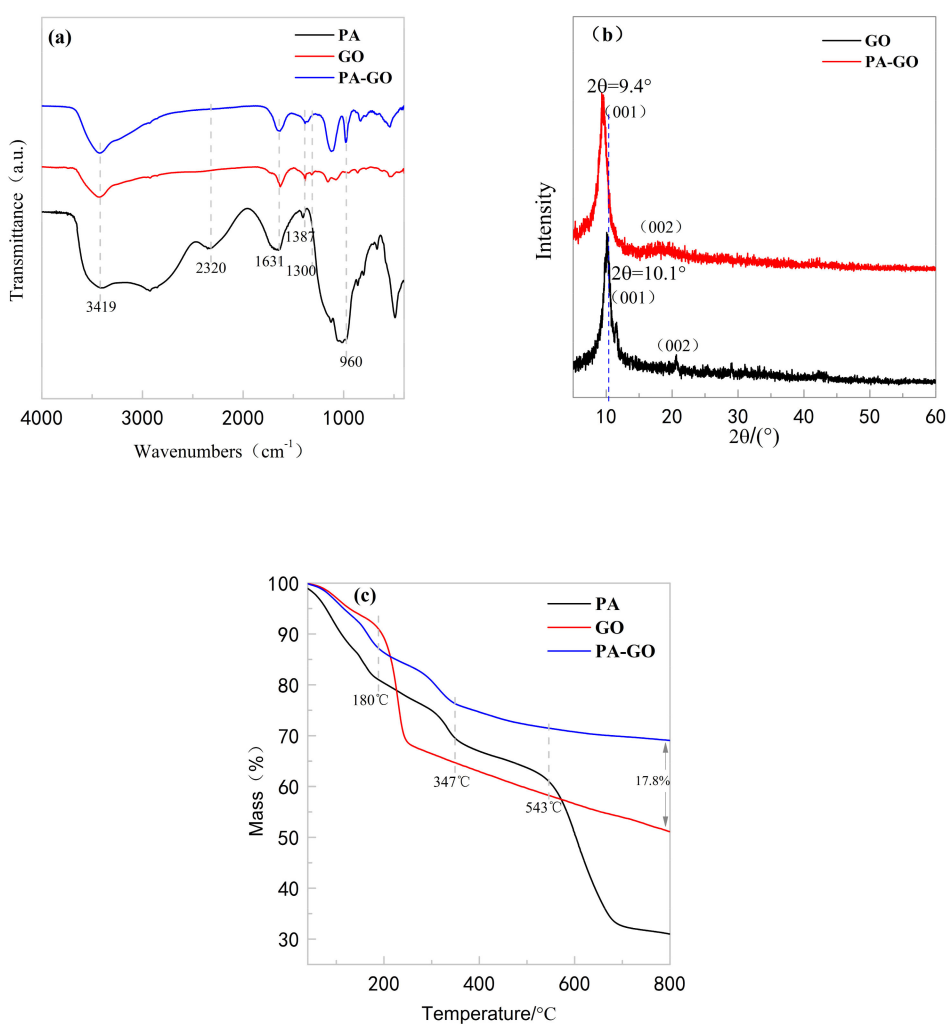 (a)
PA
GO
PA-GO
3419
2320
1631
1387
1300
960
4000
3000
2000
1000
Wavenumbers（cm-1）
Transmittance（a.u.）
（b）
GO
PA-GO
2θ=9.4°
（001）
（002）
2θ=10.1°
（001）
（002）
10
20
30
40
50
60
2θ/(°)
Intensity
(c)
PA
GO
PA-GO
100
90
80
70
60
50
40
30
180℃
347℃
543℃
17.8%
200
400
600
800
Temperature/°C
Mass（%）